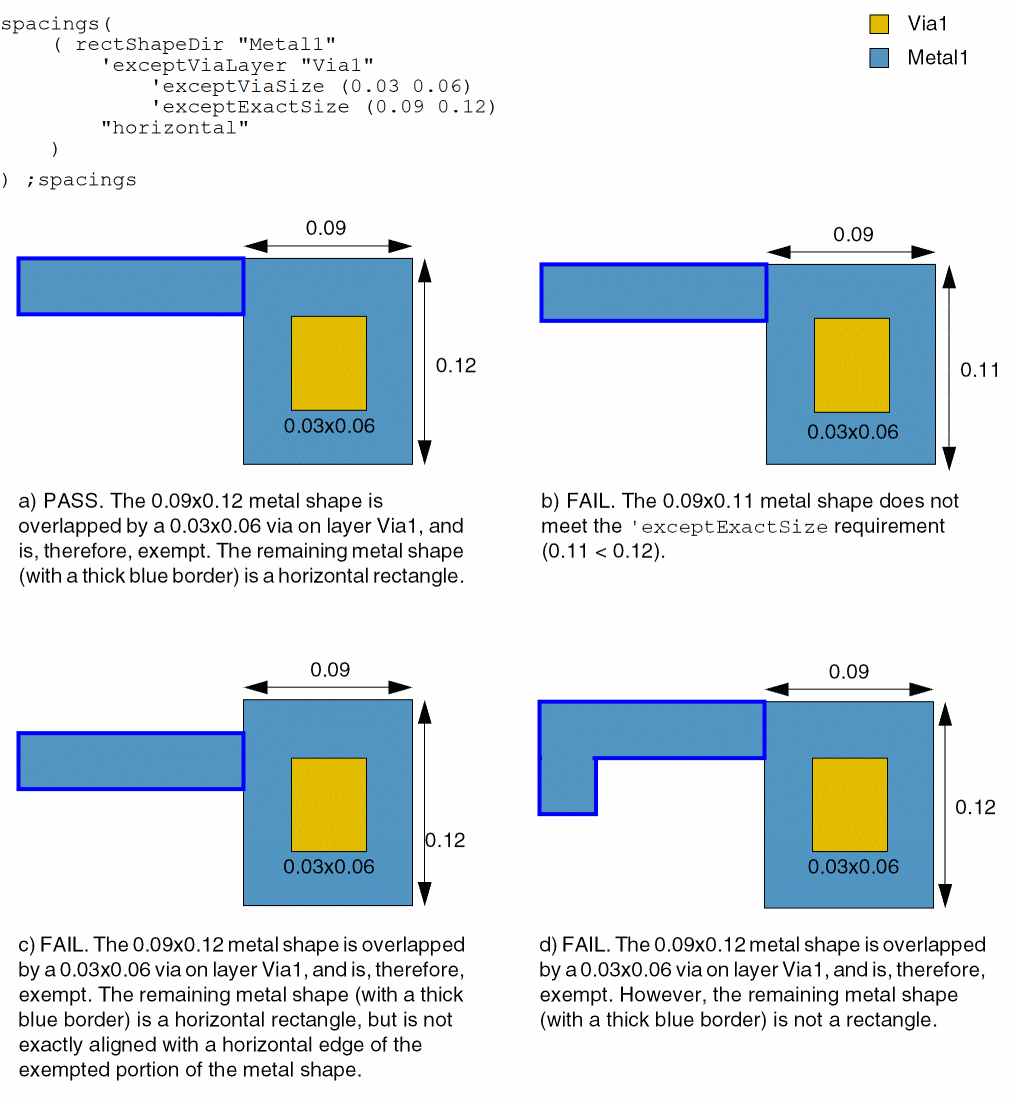 spacings(
( rectShapeDir "Metal1"
'exceptViaLayer "Via1"
'exceptViaSize (0.03 0.06)
'exceptExactSize (0.09 0.12)
"horizontal"
)
) ;spacings
Via1
Metal1
0.09
0.12
0.03x0.06
a) PASS. The 0.09x0.12 metal shape is
overlapped by a 0.03x0.06 via on layer Via1, and
is, therefore, exempt. The remaining metal shape
(with a thick blue border) is a horizontal rectangle.
0.09
0.11
0.03x0.06
b) FAIL. The 0.09x0.11 metal shape does not
meet the 'exceptExactSize requirement
(0.11 < 0.12).
0.09
0.12
0.03x0.06
c) FAIL. The 0.09x0.12 metal shape is overlapped
by a 0.03x0.06 via on layer Via1, and is, therefore,
exempt. The remaining metal shape (with a thick
blue border) is a horizontal rectangle, but is not
exactly aligned with a horizontal edge of the
exempted portion of the metal shape.
0.09
0.12
0.03x0.06
d) FAIL. The 0.09x0.12 metal shape is overlapped
by a 0.03x0.06 via on layer Via1, and is, therefore,
exempt. However, the remaining metal shape
(with a thick blue border) is not a rectangle.